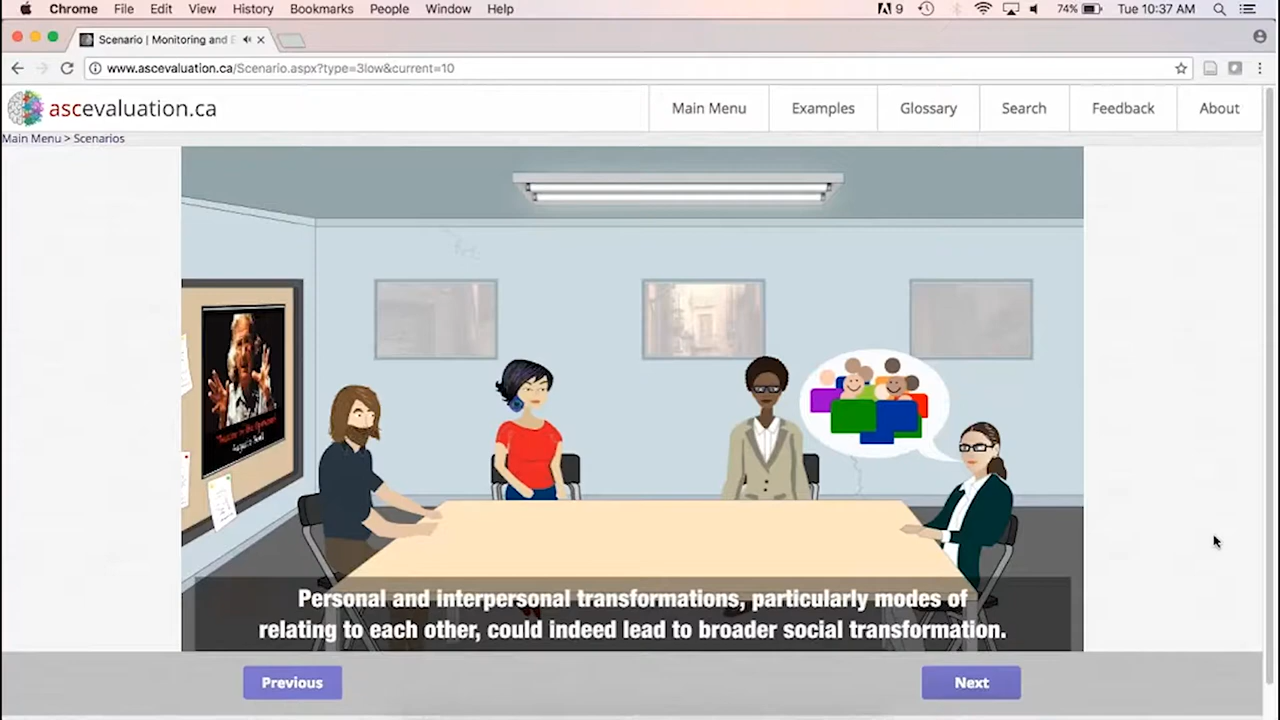 Chrome File Edit View History Bookmarks People Window Help 9 74% Tue 10:37 AM
Scenario | Monitoring and E
www.ascevaluation.ca/Scenario.aspx?type=3low&current=10
ascevaluation.ca Main Menu Examples Glossary Search Feedback About
Main Menu > Scenarios
Personal and interpersonal transformations, particularly modes of
relating to each other, could indeed lead to broader social transformation.
Previous Next